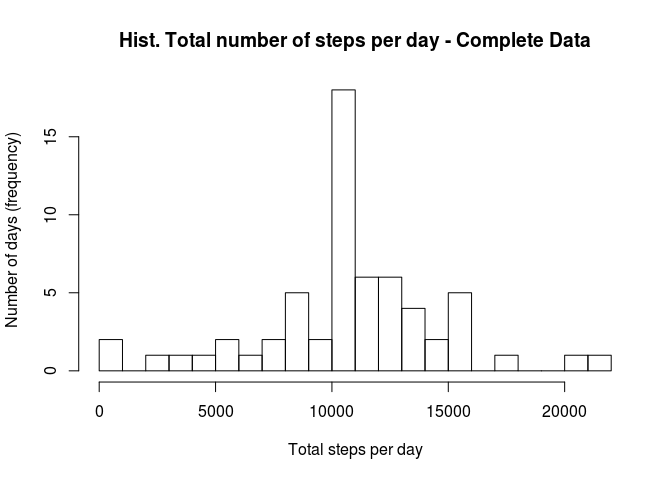 Hist. Total number of steps per day - Complete Data
Number of days (frequency)
15
10
5
0
0 5000 10000 15000 20000
Total steps per day